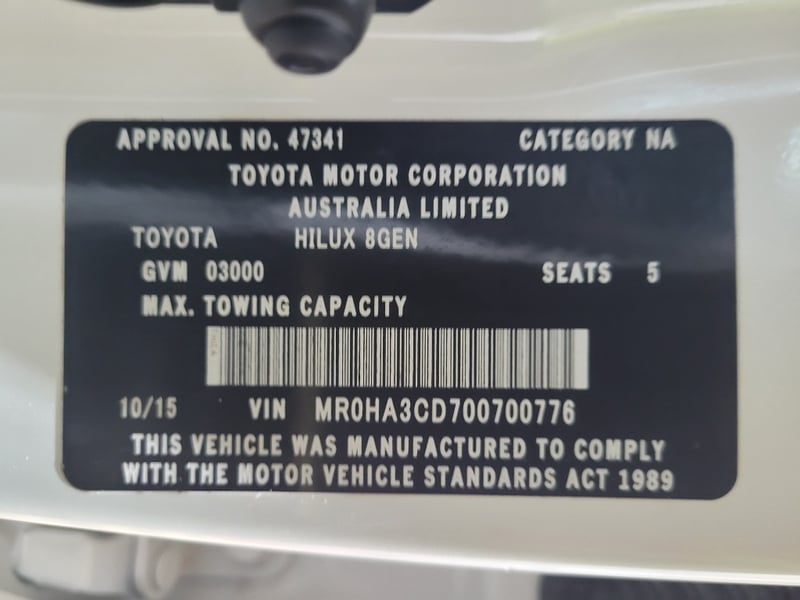 APPROVAL NO. 47341 CATEGORY NA
TOYOTA MOTOR CORPORATION
AUSTRALIA LIMITED
TOYOTA HILUX 8GEN
GVM 03000 SEATS 5
MAX. TOWING CAPACITY
10/15 VIN MR0HA3CD700700776
THIS VEHICLE WAS MANUFACTURED TO COMPLY
WITH THE MOTOR VEHICLE STANDARDS ACT 1989